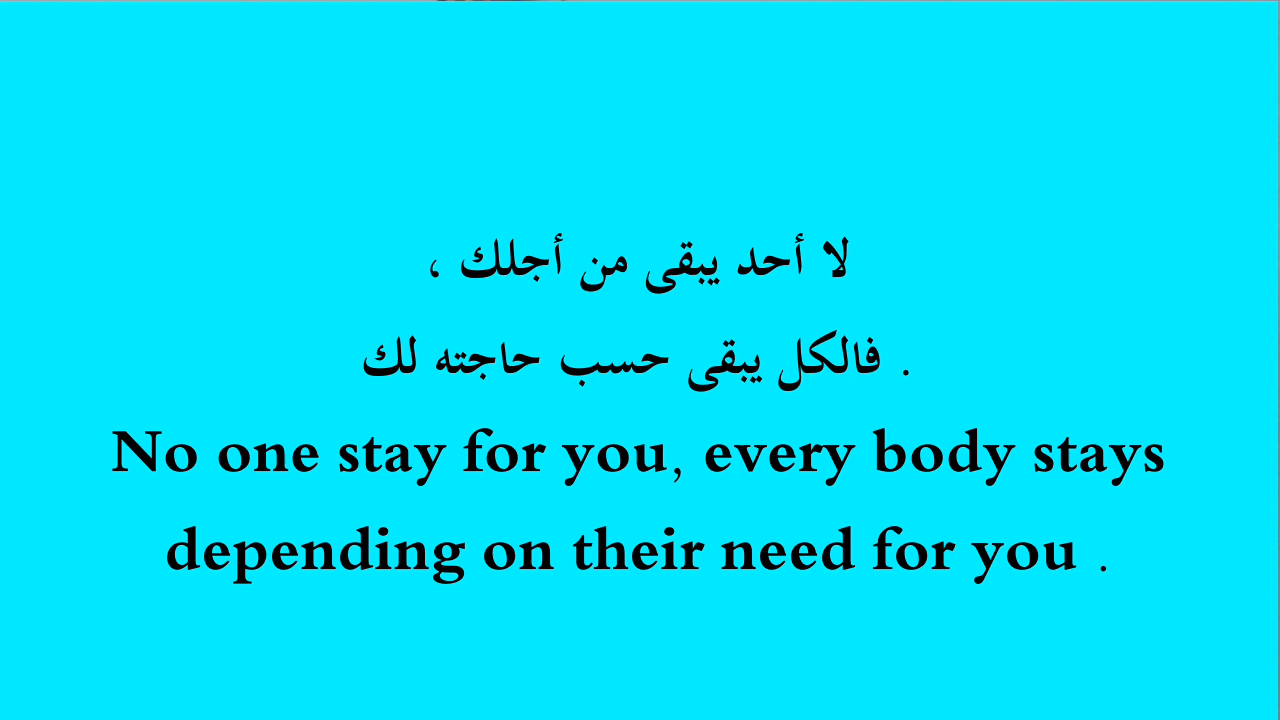 لا أحد يبقى من أجلك ،
فالكل يبقى حسب حاجته لك .
No one stay for you, every body stays
depending on their need for you .